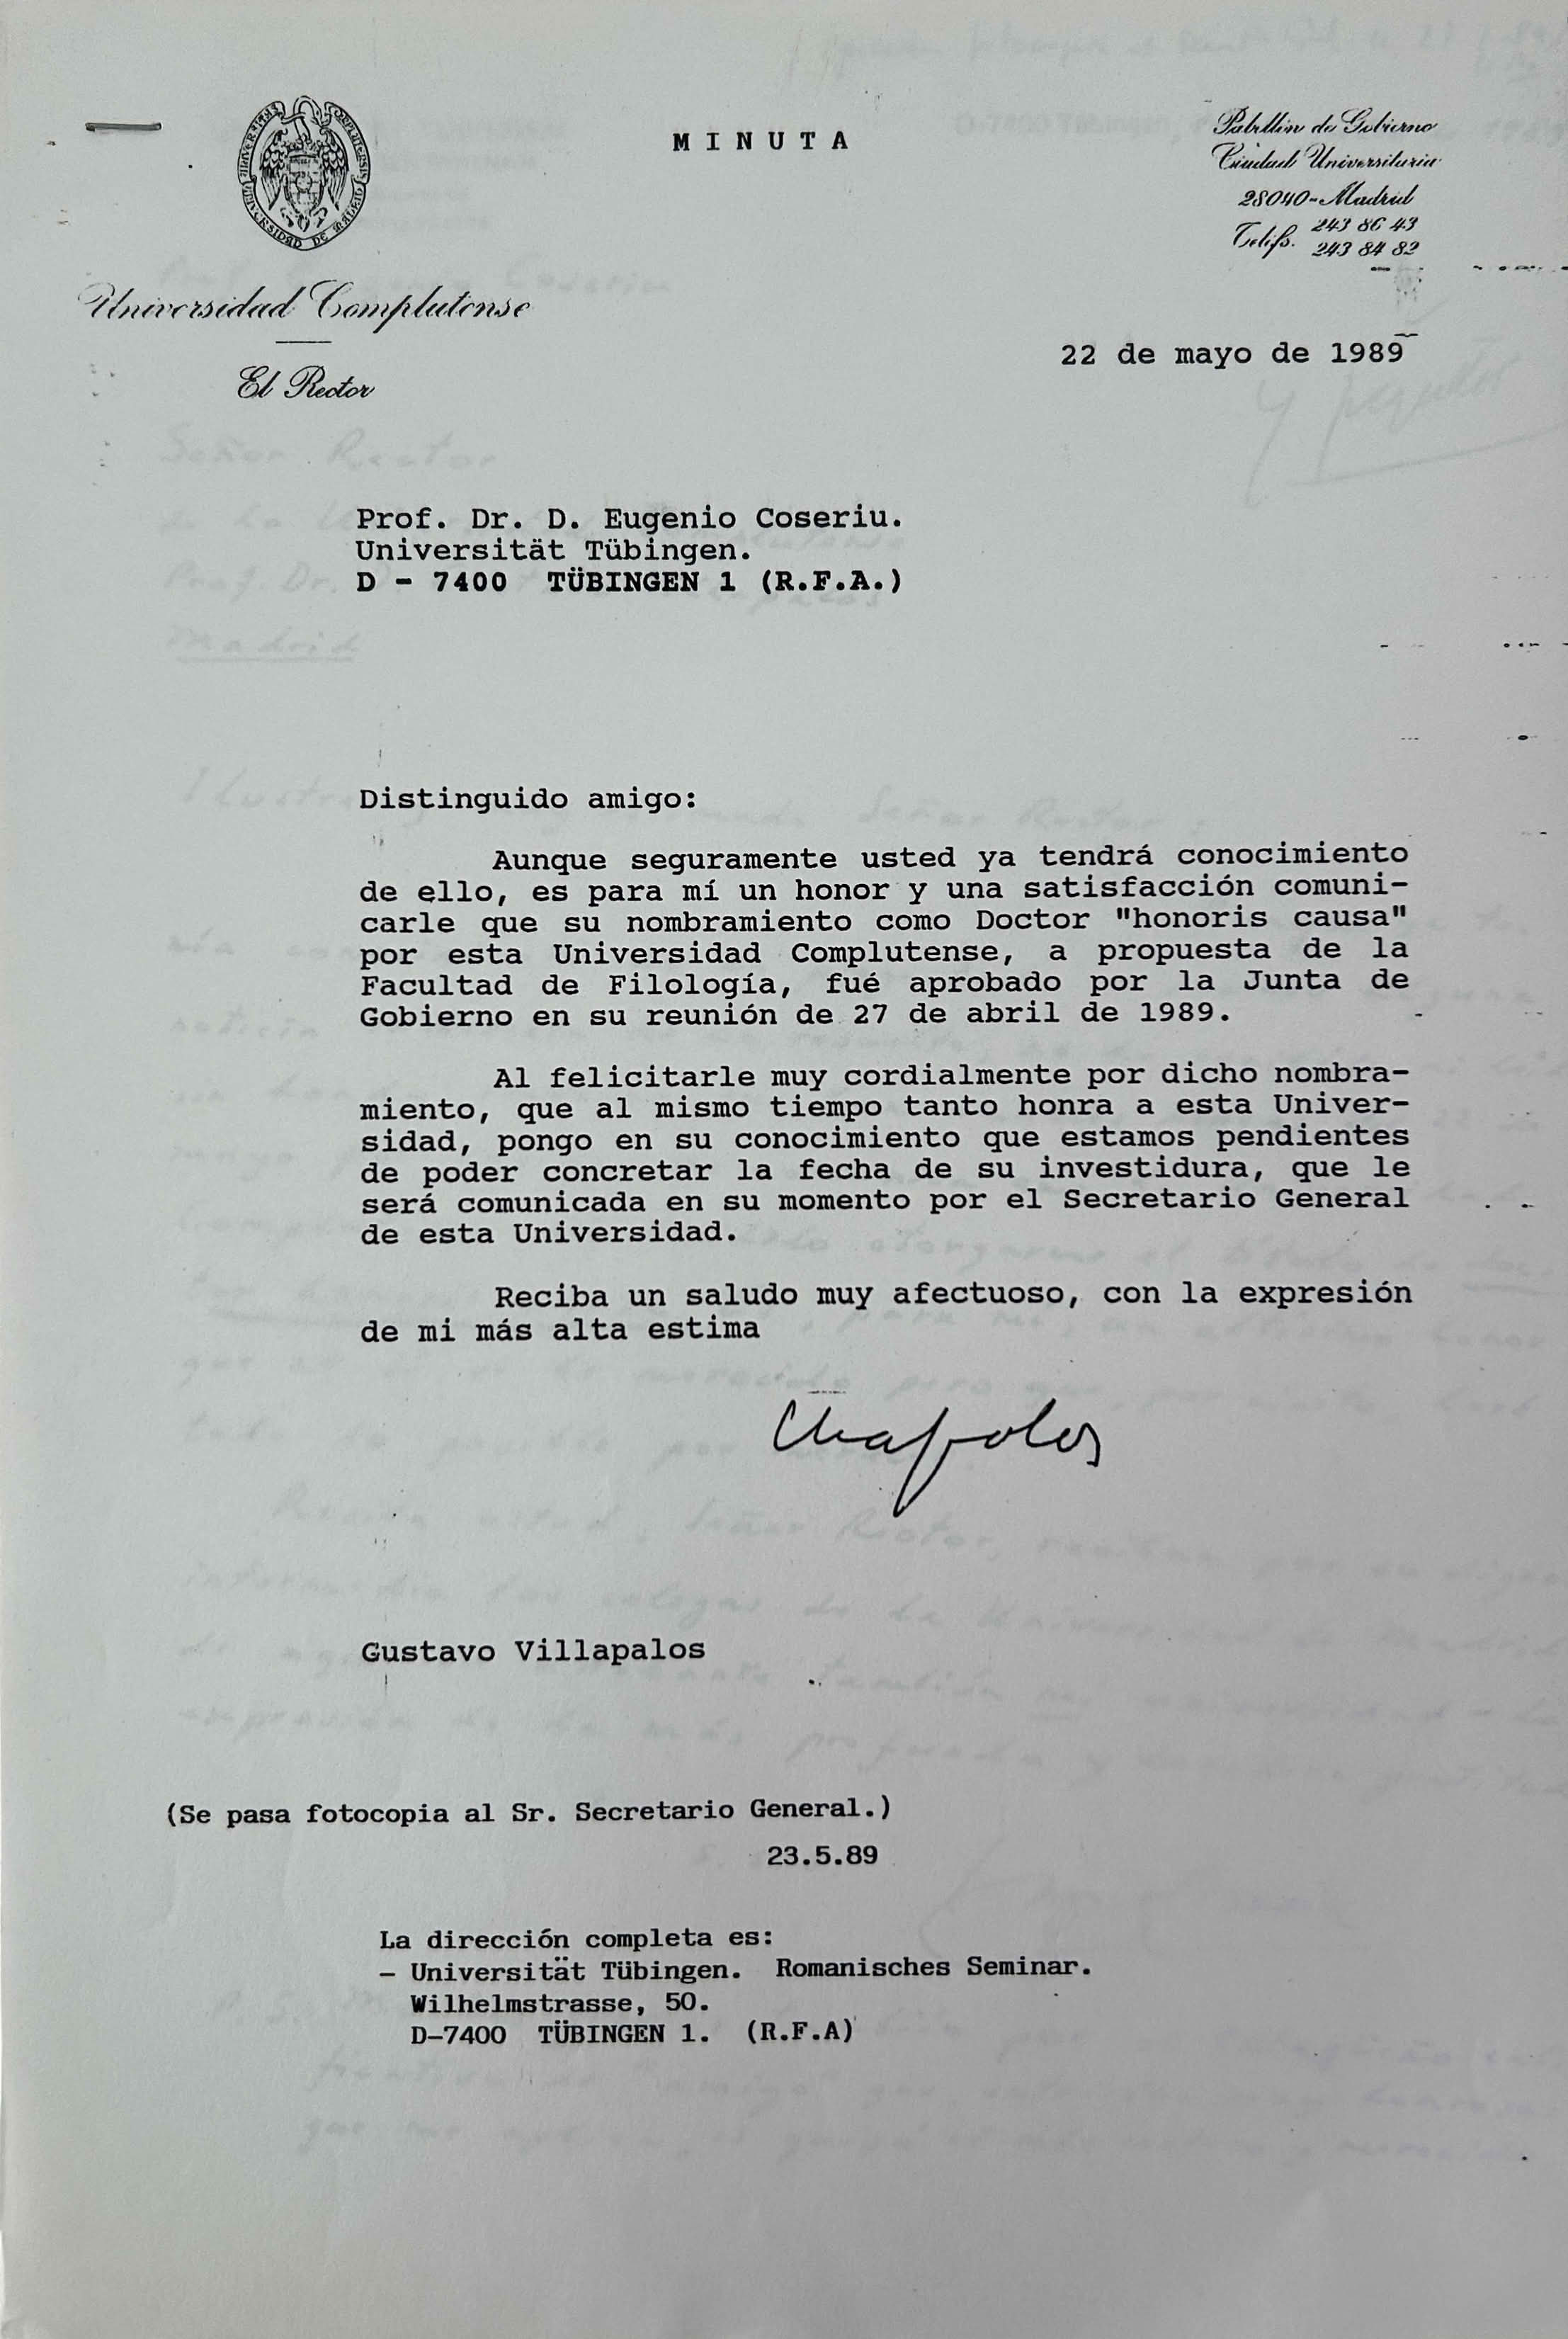 MINUTA
UNIVERSIDAD DE MADRID
Universidad Complutense
El Rector
Pabellón de Gobierno
Ciudad Universitaria
28040-Madrid
Telifs. 243 86 43
243 84 82
22 de mayo de 1989
Prof. Dr. D. Eugenio Coseriu.
Universität Tübingen.
D - 7400 TÜBINGEN 1 (R.F.A.)
Distinguido amigo:
Aunque seguramente usted ya tendrá conocimiento
de ello, es para mí un honor y una satisfacción comuni-
carle que su nombramiento como Doctor "honoris causa"
por esta Universidad Complutense, a propuesta de la
Facultad de Filología, fué aprobado por la Junta de
Gobierno en su reunión de 27 de abril de 1989.
Al felicitarle muy cordialmente por dicho nombra-
miento, que al mismo tiempo tanto honra a esta Univer-
sidad, pongo en su conocimiento que estamos pendientes
de poder concretar la fecha de su investidura, que le
será comunicada en su momento por el Secretario General
de esta Universidad.
Reciba un saludo muy afectuoso, con la expresión
de mi más alta estima
Gustavo Villapalos
(Se pasa fotocopia al Sr. Secretario General.)
23.5.89
La dirección completa es:
- Universität Tübingen. Romanisches Seminar.
Wilhelmstrasse, 50.
D-7400 TÜBINGEN 1. (R.F.A)